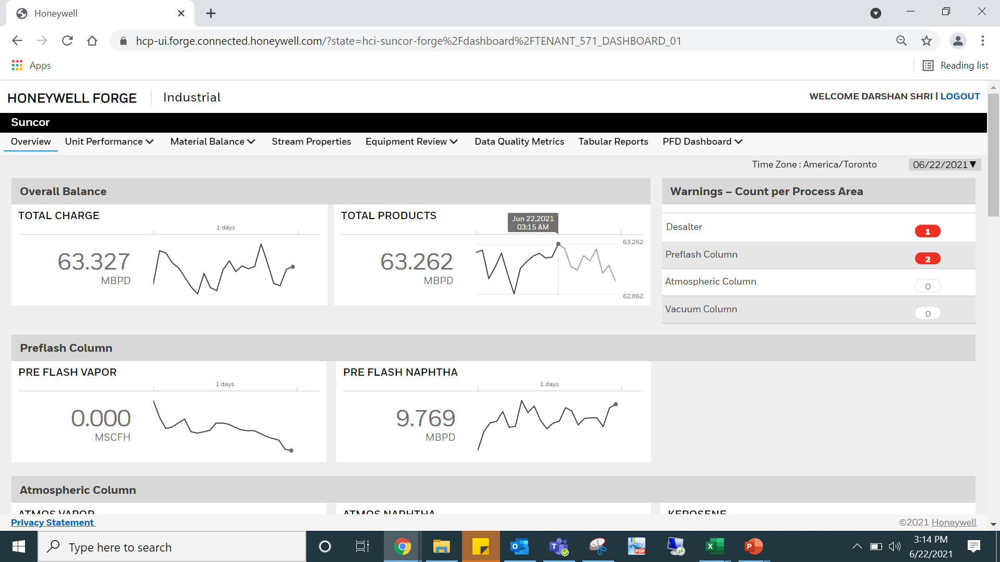 Honeywell
hcp-ui.forge.connected.honeywell.com/?state=hci-suncor-forge%2Fdashboard%2FTENANT_571_DASHBOARD_01
Apps
Reading list
HONEYWELL FORGE
Industrial
WELCOME DARSHAN SHRI | LOGOUT
Suncor
Overview
Unit Performance
Material Balance
Stream Properties
Equipment Review
Data Quality Metrics
Tabular Reports
PFD Dashboard
Time Zone : America/Toronto
06/22/2021▼
Overall Balance
TOTAL CHARGE
1 days
63.327
MBPD
TOTAL PRODUCTS
Jun 22,2021
03:15 AM
63.262
MBPD
63.262
62.862
Warnings – Count per Process Area
Desalter
1
Preflash Column
2
Atmospheric Column
0
Vacuum Column
0
Preflash Column
PRE FLASH VAPOR
1 days
0.000
MSCFH
PRE FLASH NAPHTHA
1 days
9.769
MBPD
Atmospheric Column
ATMOS VAPOR
ATMOS NAPHTHA
KEROSENE
Privacy Statement
©2021 Honeywell
Type here to search
3:14 PM
6/22/2021